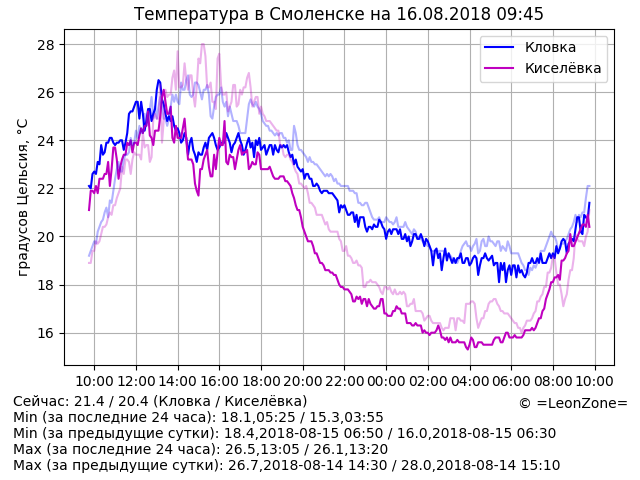 Температура в Смоленске на 16.08.2018 09:45
градусов Цельсия, °C
28
26
24
22
20
18
16
Кловка
Киселёвка
10:00 12:00 14:00 16:00 18:00 20:00 22:00 00:00 02:00 04:00 06:00 08:00 10:00
Сейчас: 21.4 / 20.4 (Кловка / Киселёвка)
© =LeonZone=
Min (за последние 24 часа): 18.1,05:25 / 15.3,03:55
Min (за предыдущие сутки): 18.4,2018-08-15 06:50 / 16.0,2018-08-15 06:30
Max (за последние 24 часа): 26.5,13:05 / 26.1,13:20
Max (за предыдущие сутки): 26.7,2018-08-14 14:30 / 28.0,2018-08-14 15:10